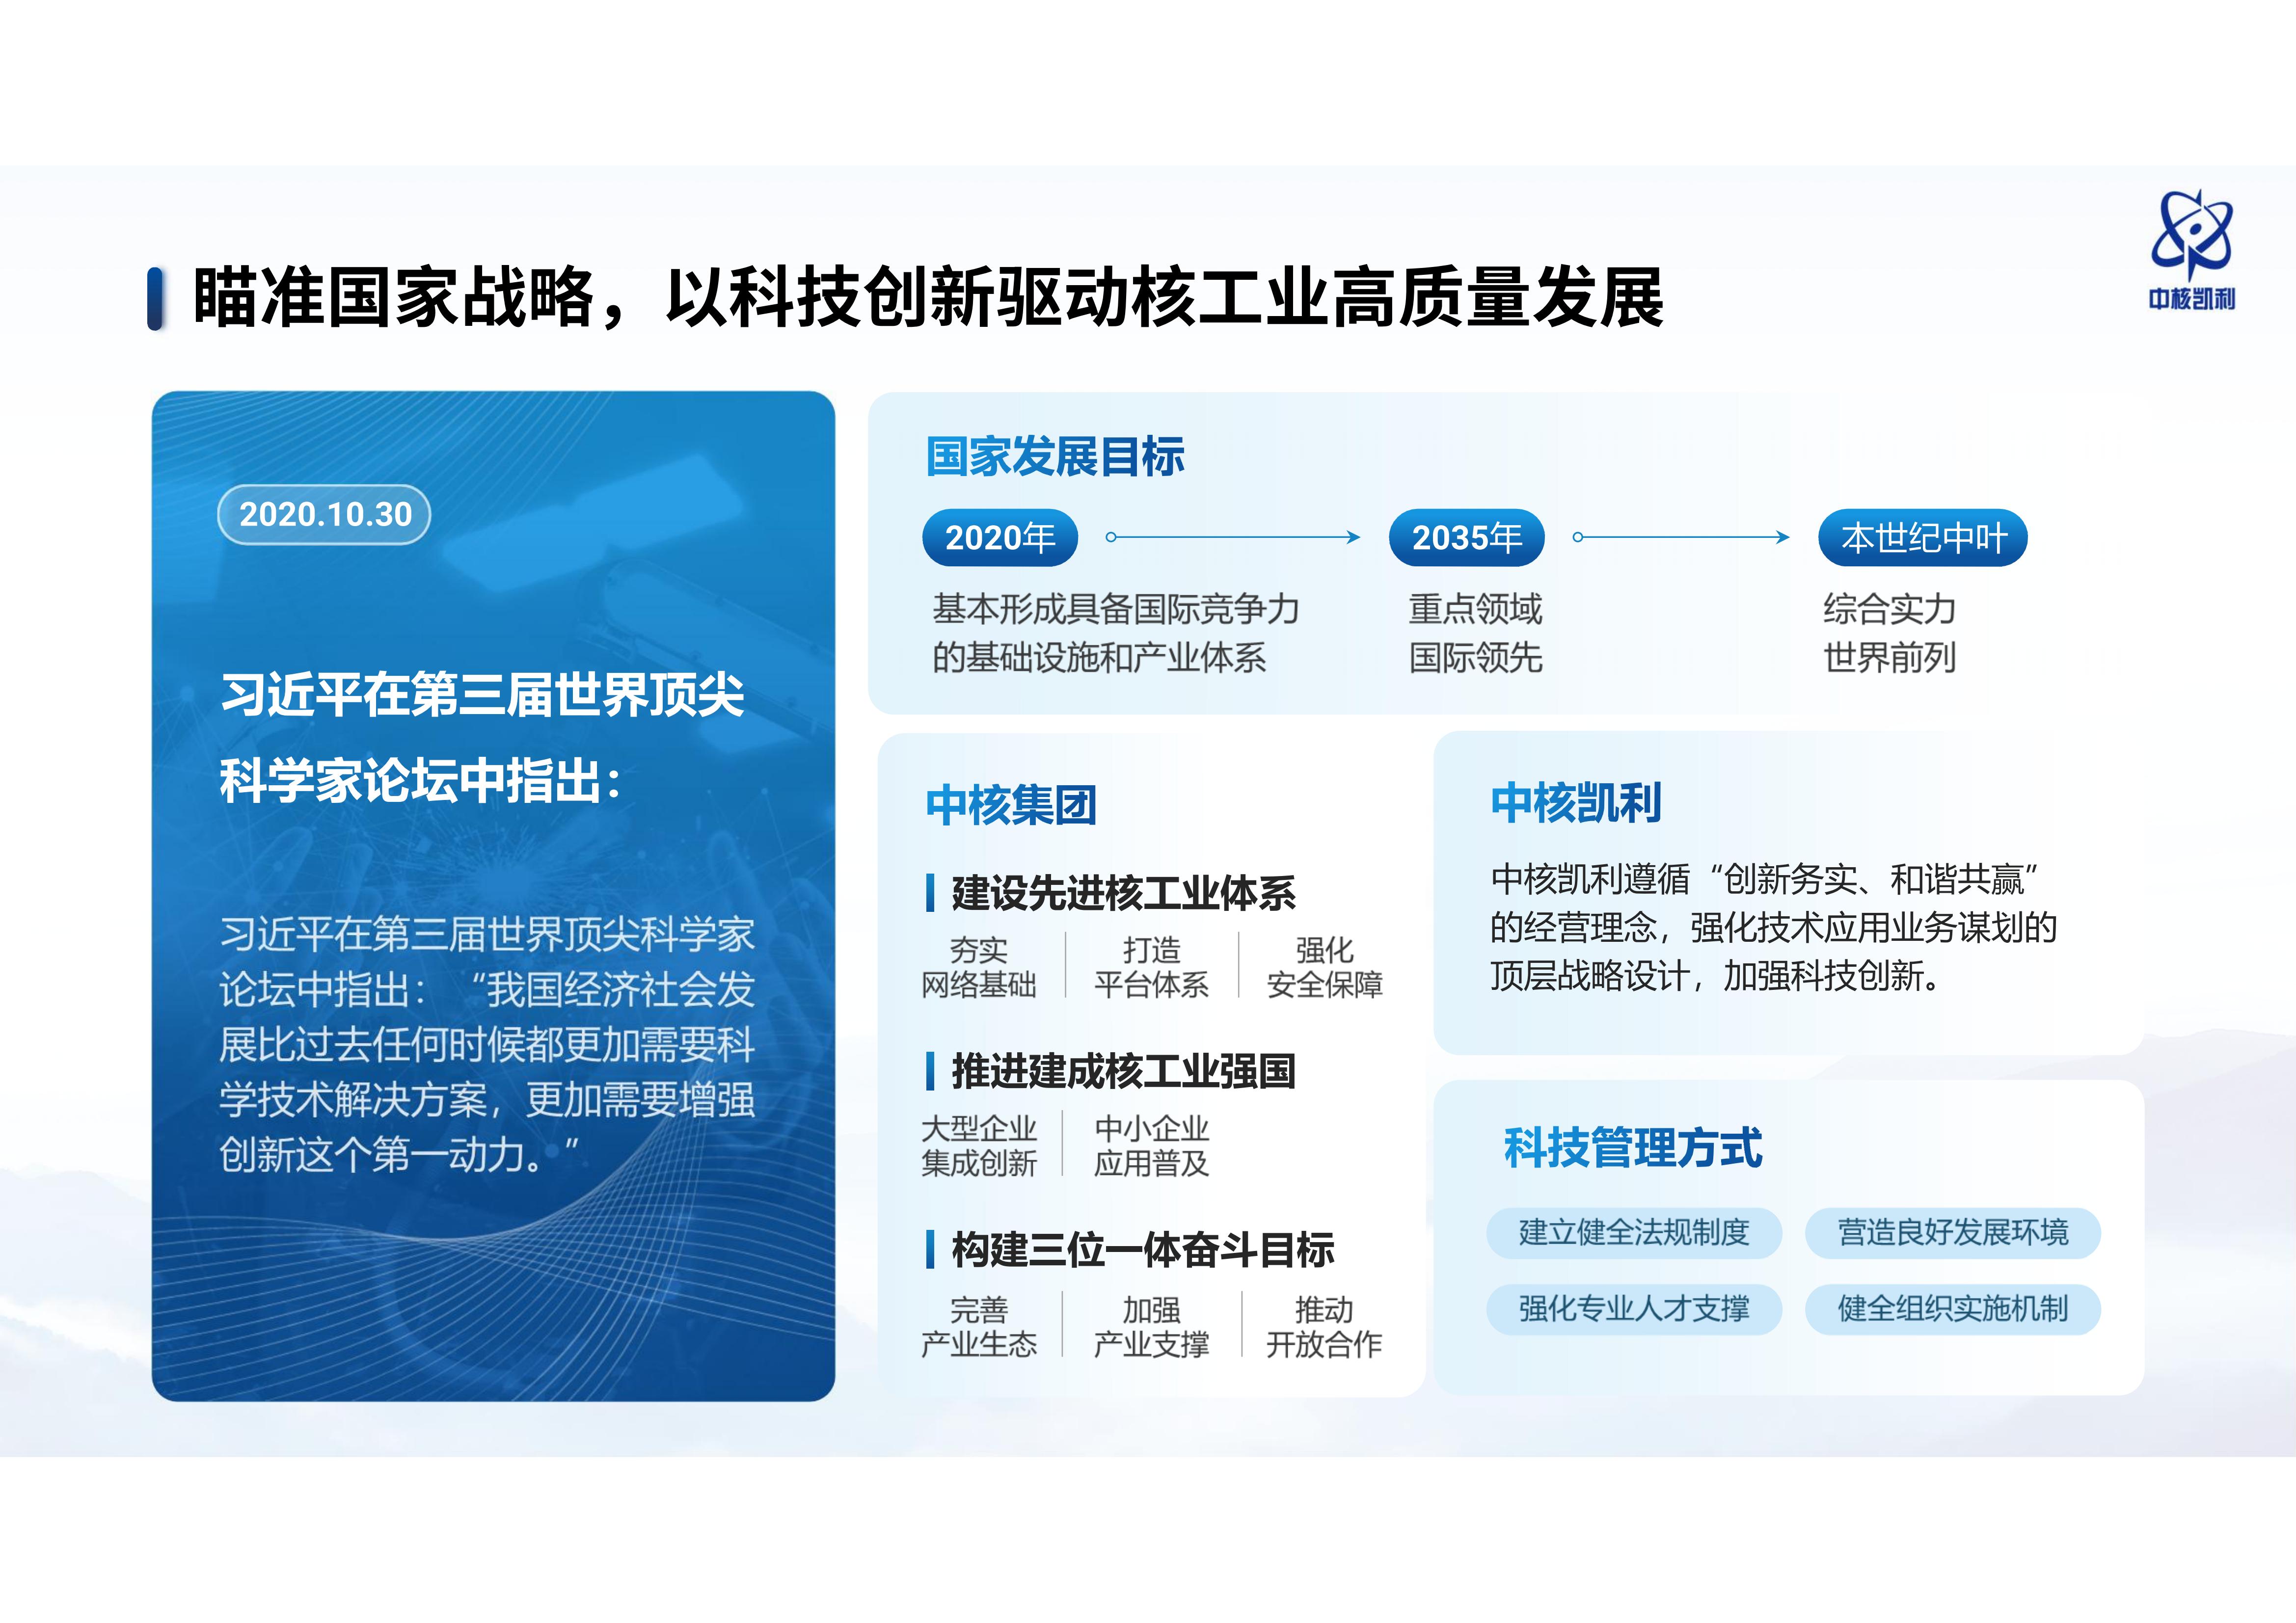 瞄准国家战略，以科技创新驱动核工业高质量发展
中核凯利
2020.10.30
习近平在第三届世界顶尖
科学家论坛中指出：
习近平在第三届世界顶尖科学家
论坛中指出：“我国经济社会发
展比过去任何时候都更加需要科
学技术解决方案，更加需要增强
创新这个第一动力。”
国家发展目标
2020年
2035年
本世纪中叶
基本形成具备国际竞争力
的基础设施和产业体系
重点领域
国际领先
综合实力
世界前列
中核集团
建设先进核工业体系
夯实
网络基础
打造
平台体系
强化
安全保障
推进建成核工业强国
大型企业
集成创新
中小企业
应用普及
构建三位一体奋斗目标
完善
产业生态
加强
产业支撑
推动
开放合作
中核凯利
中核凯利遵循“创新务实、和谐共赢”
的经营理念，强化技术应用业务谋划的
顶层战略设计，加强科技创新。
科技管理方式
建立健全法规制度
营造良好发展环境
强化专业人才支撑
健全组织实施机制